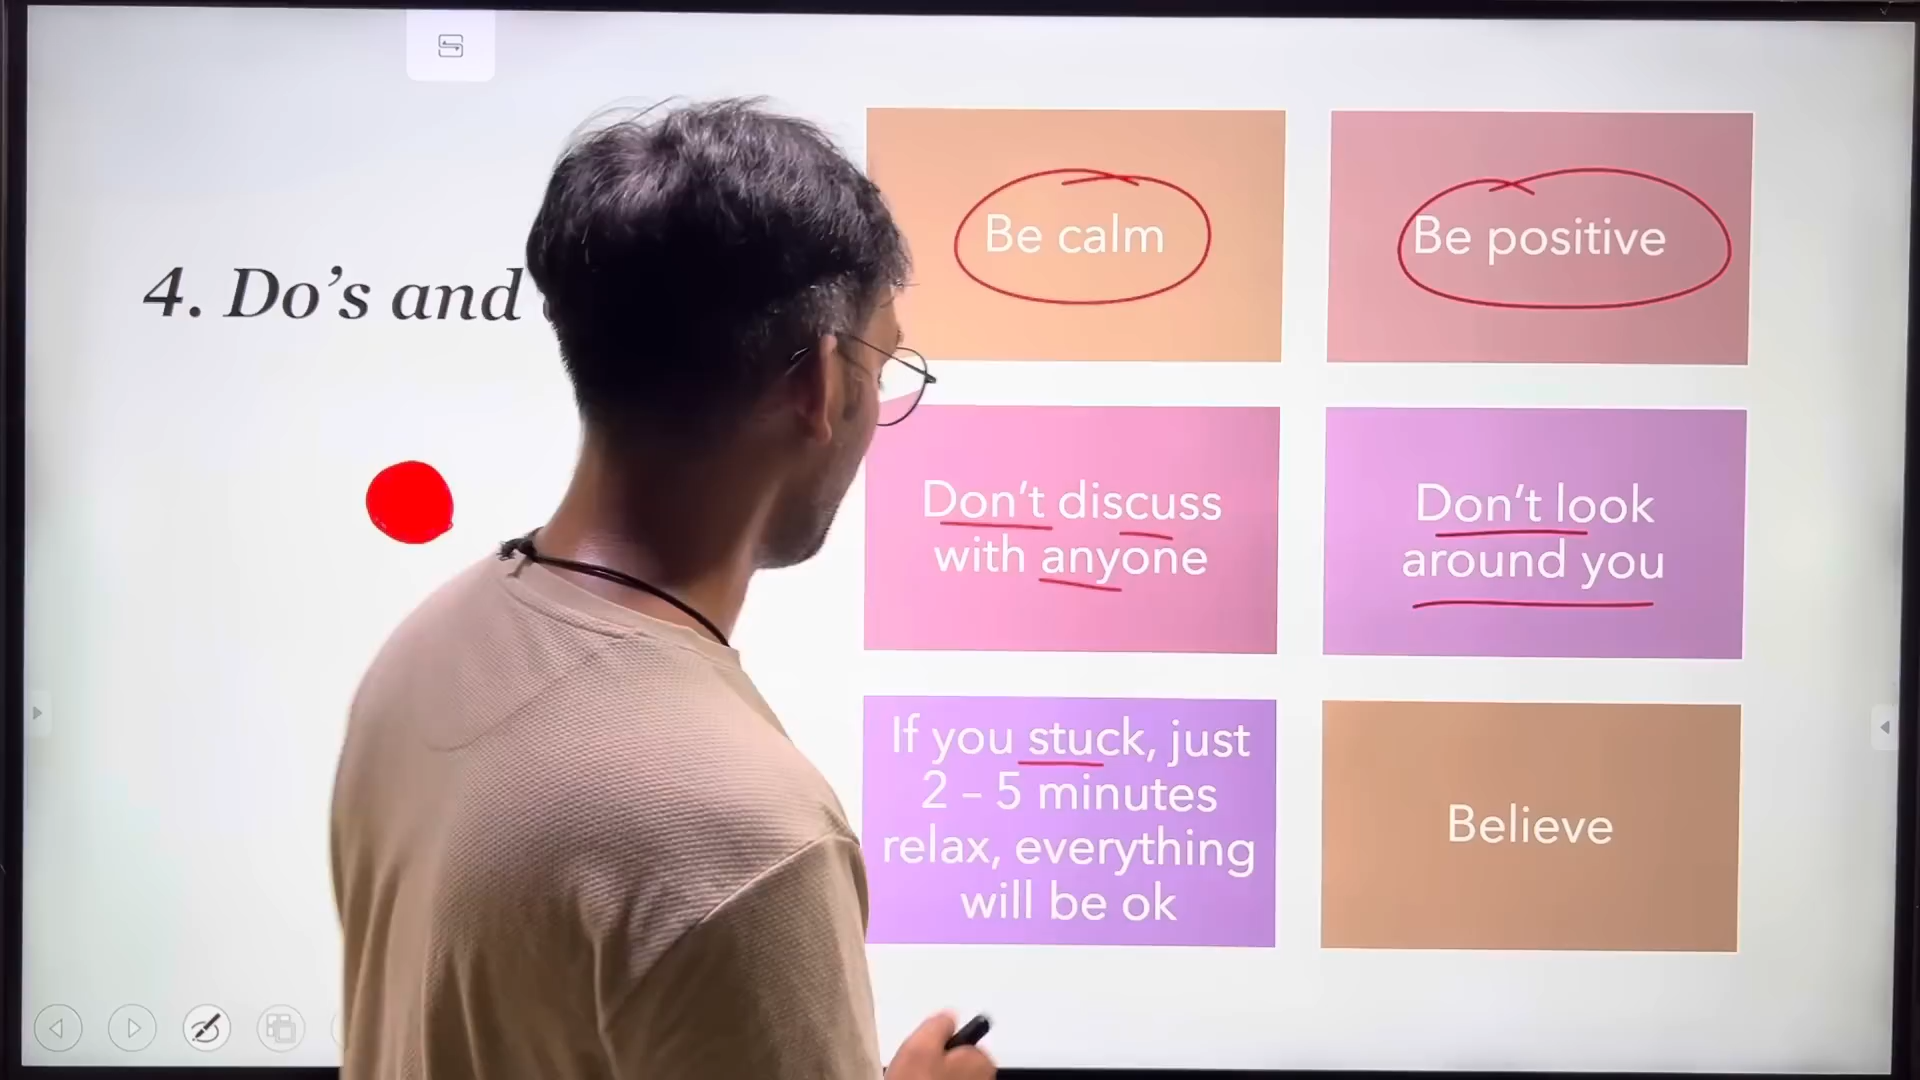 4. Do's and
Be calm
Be positive
Don't discuss
with anyone
Don't look
around you
If you stuck, just
2 – 5 minutes
relax, everything
will be ok
Believe